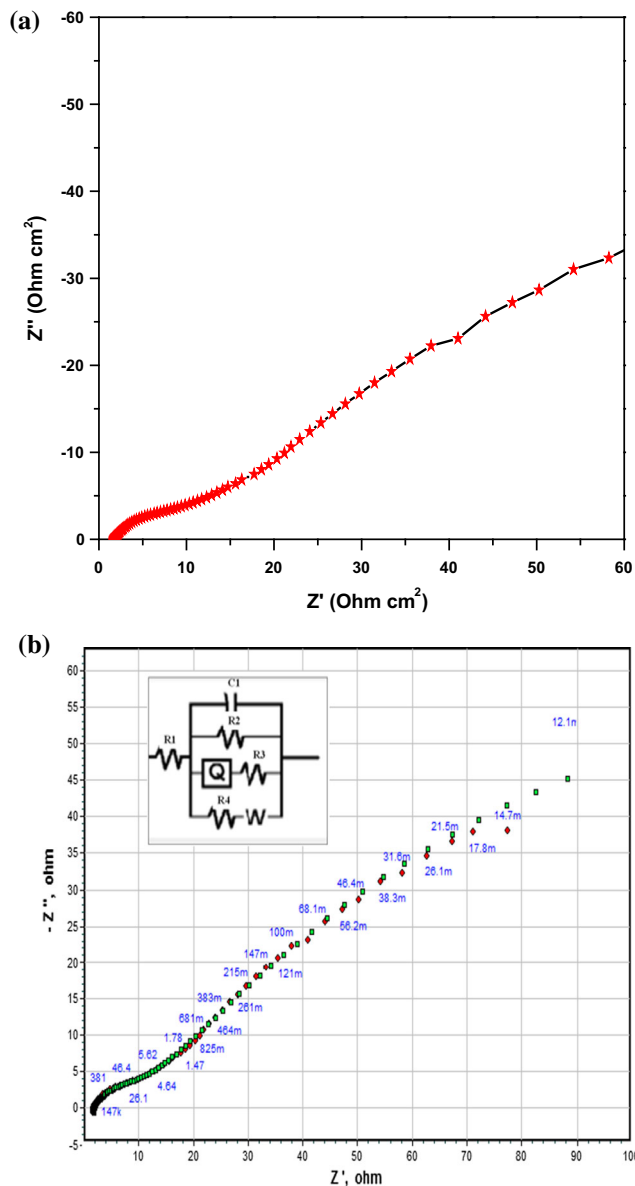 (a)
-60
-50
-40
-30
-20
-10
0
Z'' (Ohm cm²)
0 10 20 30 40 50 60
Z' (Ohm cm²)
(b)
60
55
50
45
40
35
30
25
20
15
10
5
0
5-
- Z'', ohm
C1
R1
R2
R3
Q
R4
W
12.1m
14.7m
21.5m
17.8m
31.6m
26.1m
46.4m
38.3m
68.1m
56.2m
100m
147m
121m
215m
383m
261m
681m
464m
1.78
825m
5.62
1.47
46.4
4.64
381
26.1
147k
10 20 30 40 50 60 70 80 90 100
Z', ohm